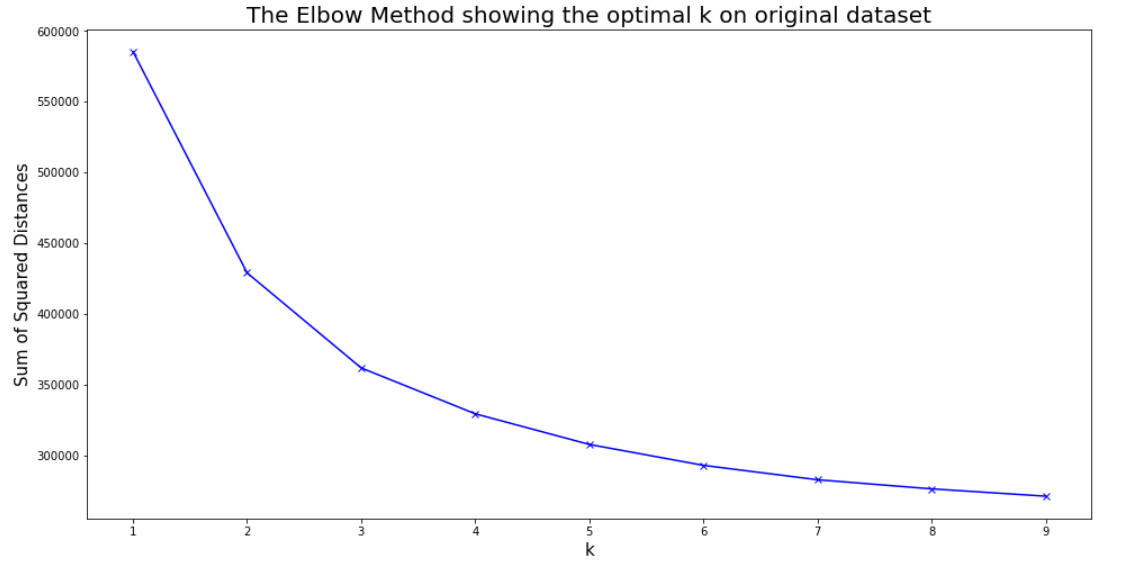 The Elbow Method showing the optimal k on original dataset
600000
550000
500000
450000
400000
350000
300000
Sum of Squared Distances
1 2 3 4 5 6 7 8 9
k